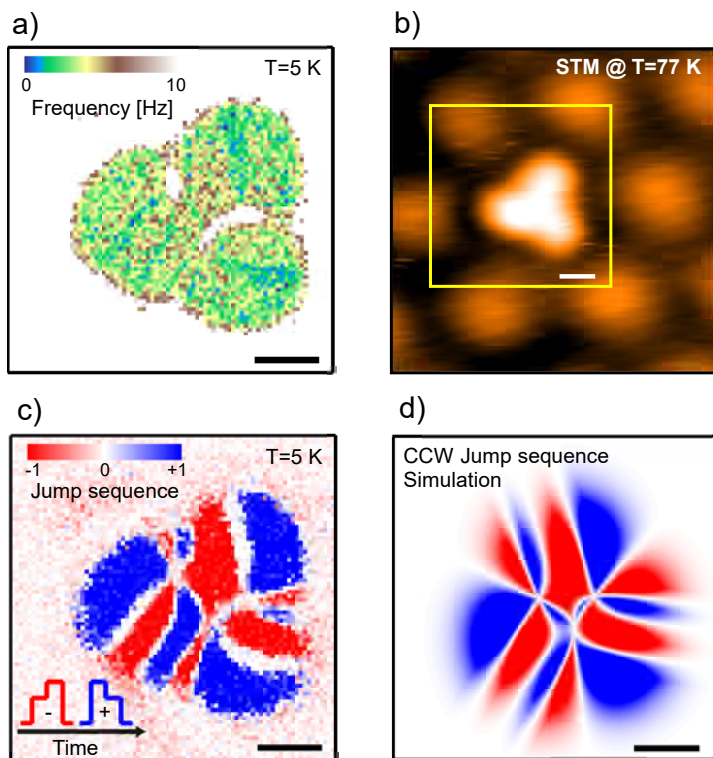 a)
T=5 K
0
10
Frequency [Hz]
b)
STM @ T=77 K
c)
T=5 K
-1
0
+1
Jump sequence
-
+
Time
d)
CCW Jump sequence
Simulation